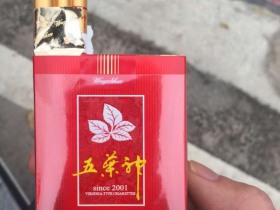 五叶神
since 2001
VIRGINIA TYPE CIGARETTES